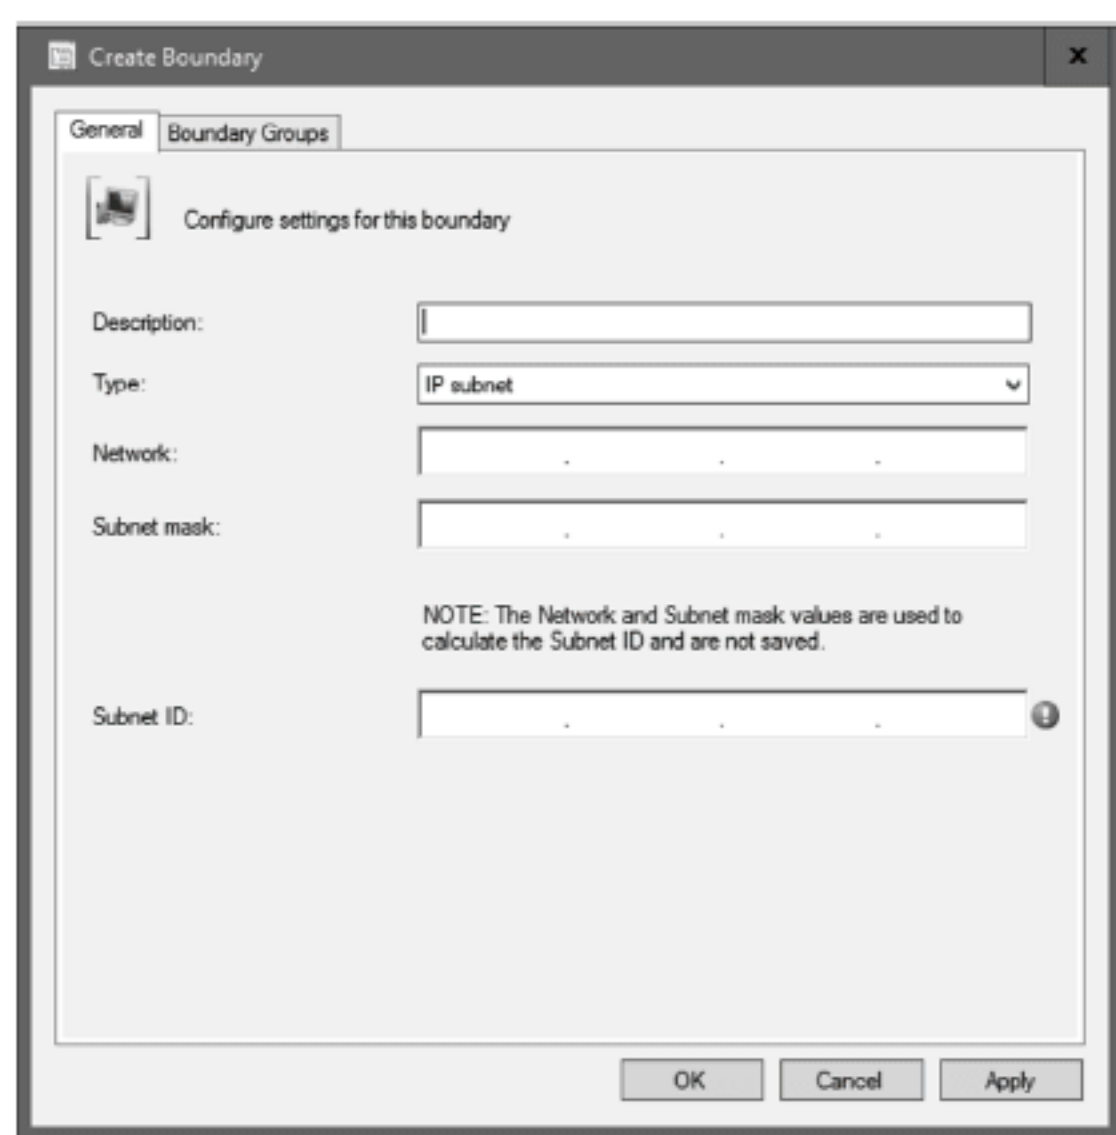 Create Boundary
General Boundary Groups
Configure settings for this boundary
Description:
Type: IP subnet
Network: . . .
Subnet mask: . . .
NOTE: The Network and Subnet mask values are used to
calculate the Subnet ID and are not saved.
Subnet ID: . . .
OK Cancel Apply